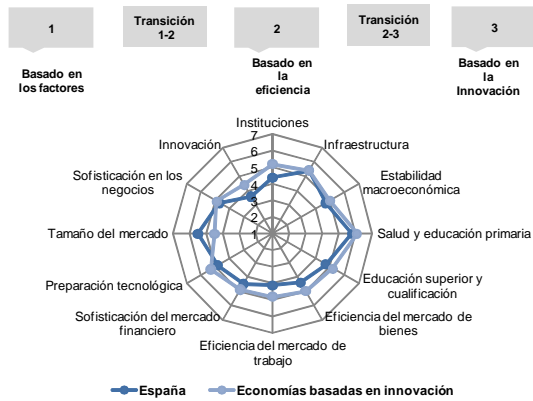 1
Transición
1-2
2
Transición
2-3
3
Basado en
los factores
Basado en
la
eficiencia
Basado en
la
Innovación
Instituciones
Innovación
Infraestructura
Sofisticación en los
negocios
Estabilidad
macroeconómica
Tamaño del mercado
Salud y educación primaria
Preparación tecnológica
Educación superior y
cualificación
Sofisticación del mercado
financiero
Eficiencia del mercado de
bienes
Eficiencia del mercado de
trabajo
7
6
5
4
3
2
1
España
Economías basadas en innovación